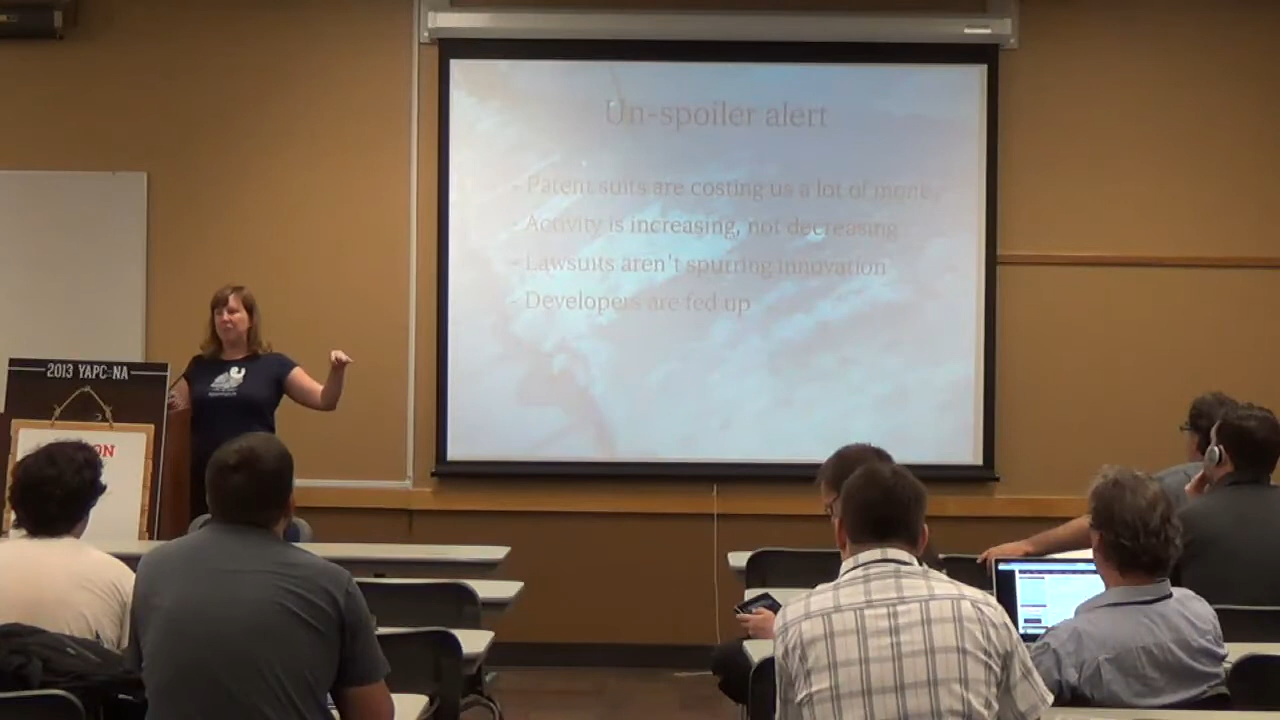 Un-spoiler alert
- Patent suits are costing us a lot of money
- Activity is increasing, not decreasing
- Lawsuits aren't spurring innovation
- Developers are fed up
2013 YAPC::NA
ON